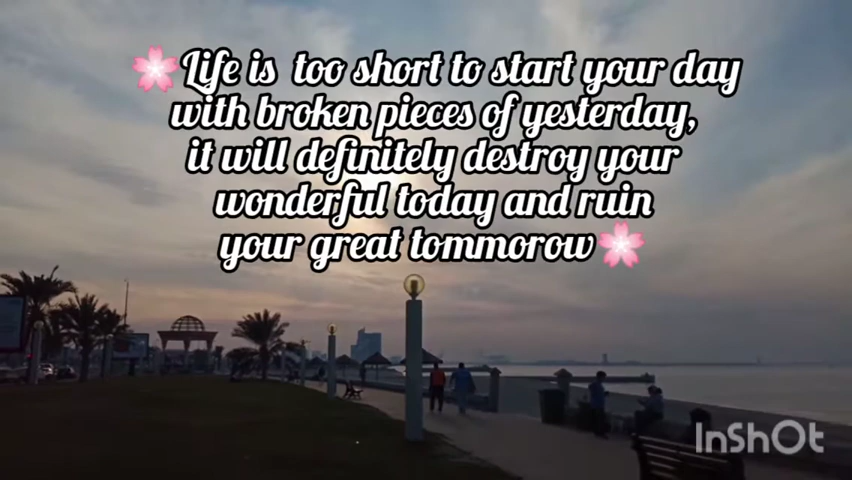 🌸Life is too short to start your day
with broken pieces of yesterday,
it will definitely destroy your
wonderful today and ruin
your great tommorow🌸
InShOt